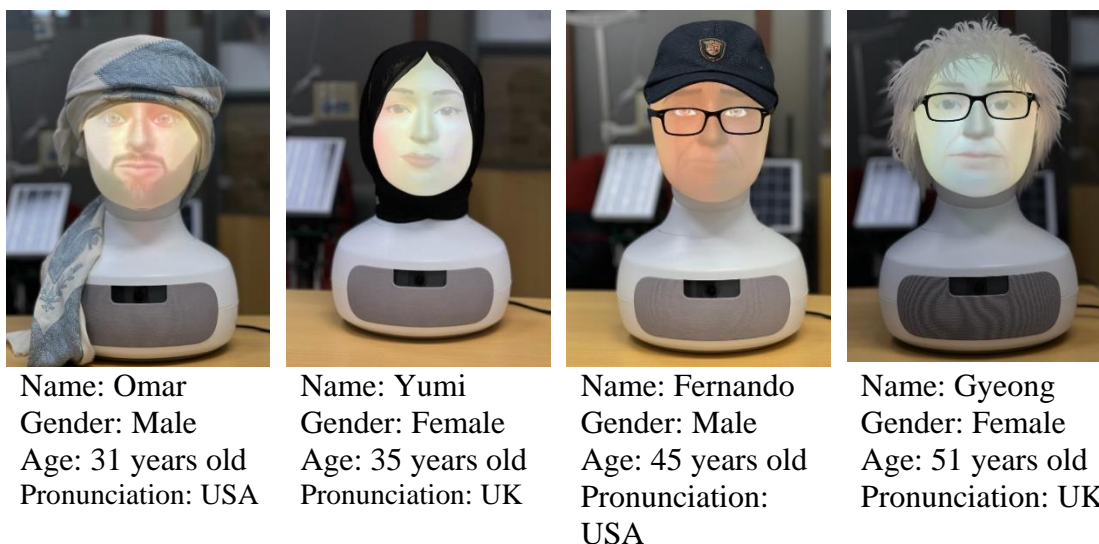 Name: Omar
Gender: Male
Age: 31 years old
Pronunciation: USA
Name: Yumi
Gender: Female
Age: 35 years old
Pronunciation: UK
Name: Fernando
Gender: Male
Age: 45 years old
Pronunciation:
USA
Name: Gyeong
Gender: Female
Age: 51 years old
Pronunciation: UK